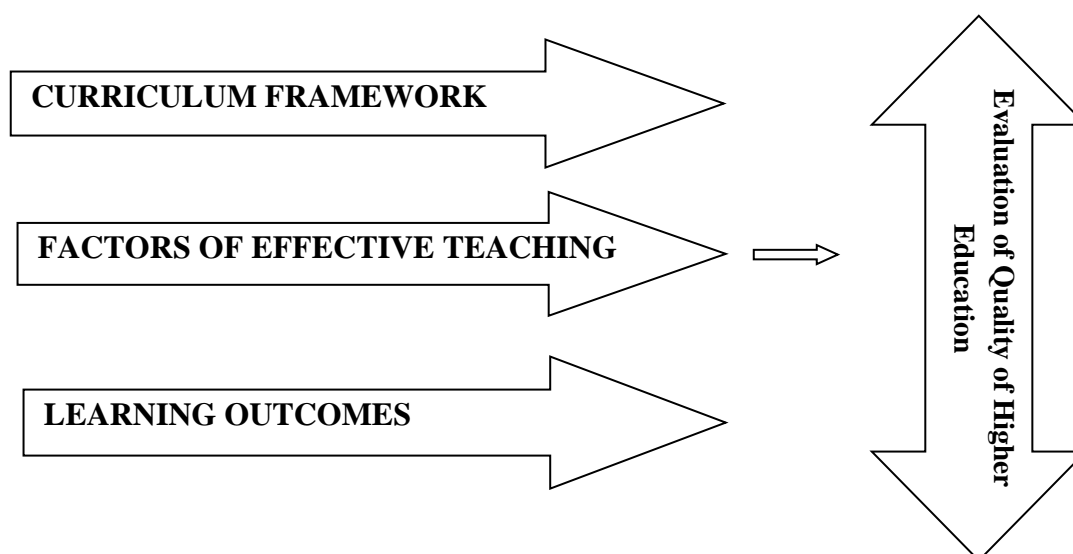 CURRICULUM FRAMEWORK
FACTORS OF EFFECTIVE TEACHING
LEARNING OUTCOMES
Evaluation of Quality of Higher
Education